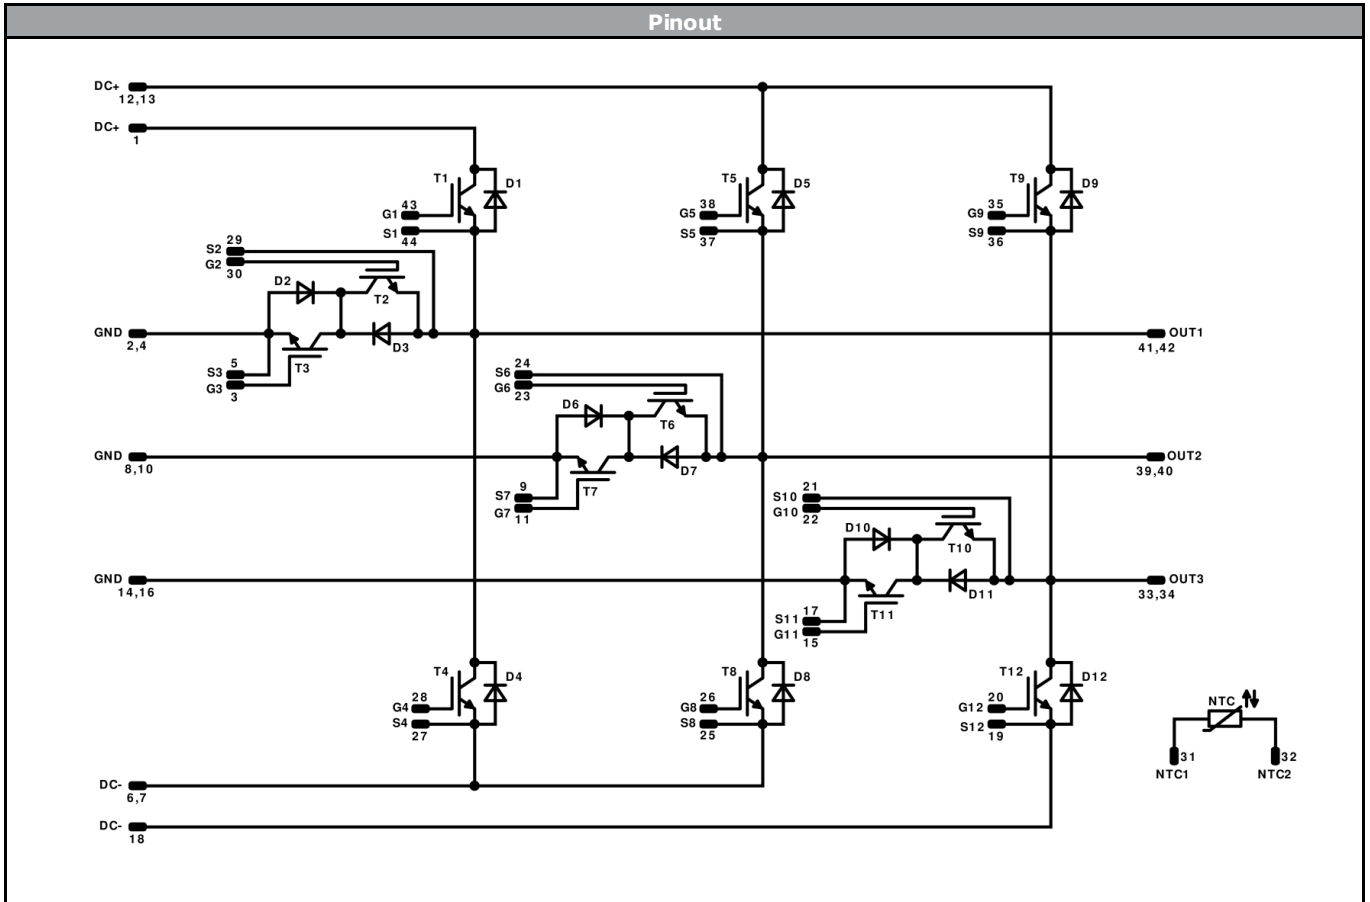 Pinout
DC+
12,13
DC+
1
T1
D1
43
G1
S1
44
T5
D5
38
G5
S5
37
T9
D9
35
G9
S9
36
29
S2
G2
30
D2
T2
GND
2,4
D3
OUT1
41,42
5
S3
G3
3
T3
24
S6
G6
23
D6
T6
GND
8,10
D7
OUT2
39,40
9
S7
G7
11
T7
21
S10
G10
22
D10
T10
GND
14,16
D11
OUT3
33,34
17
S11
G11
15
T11
T4
D4
28
G4
S4
27
T8
D8
26
G8
S8
25
T12
D12
20
G12
S12
19
NTC
31
NTC1
32
NTC2
DC-
6,7
DC-
18